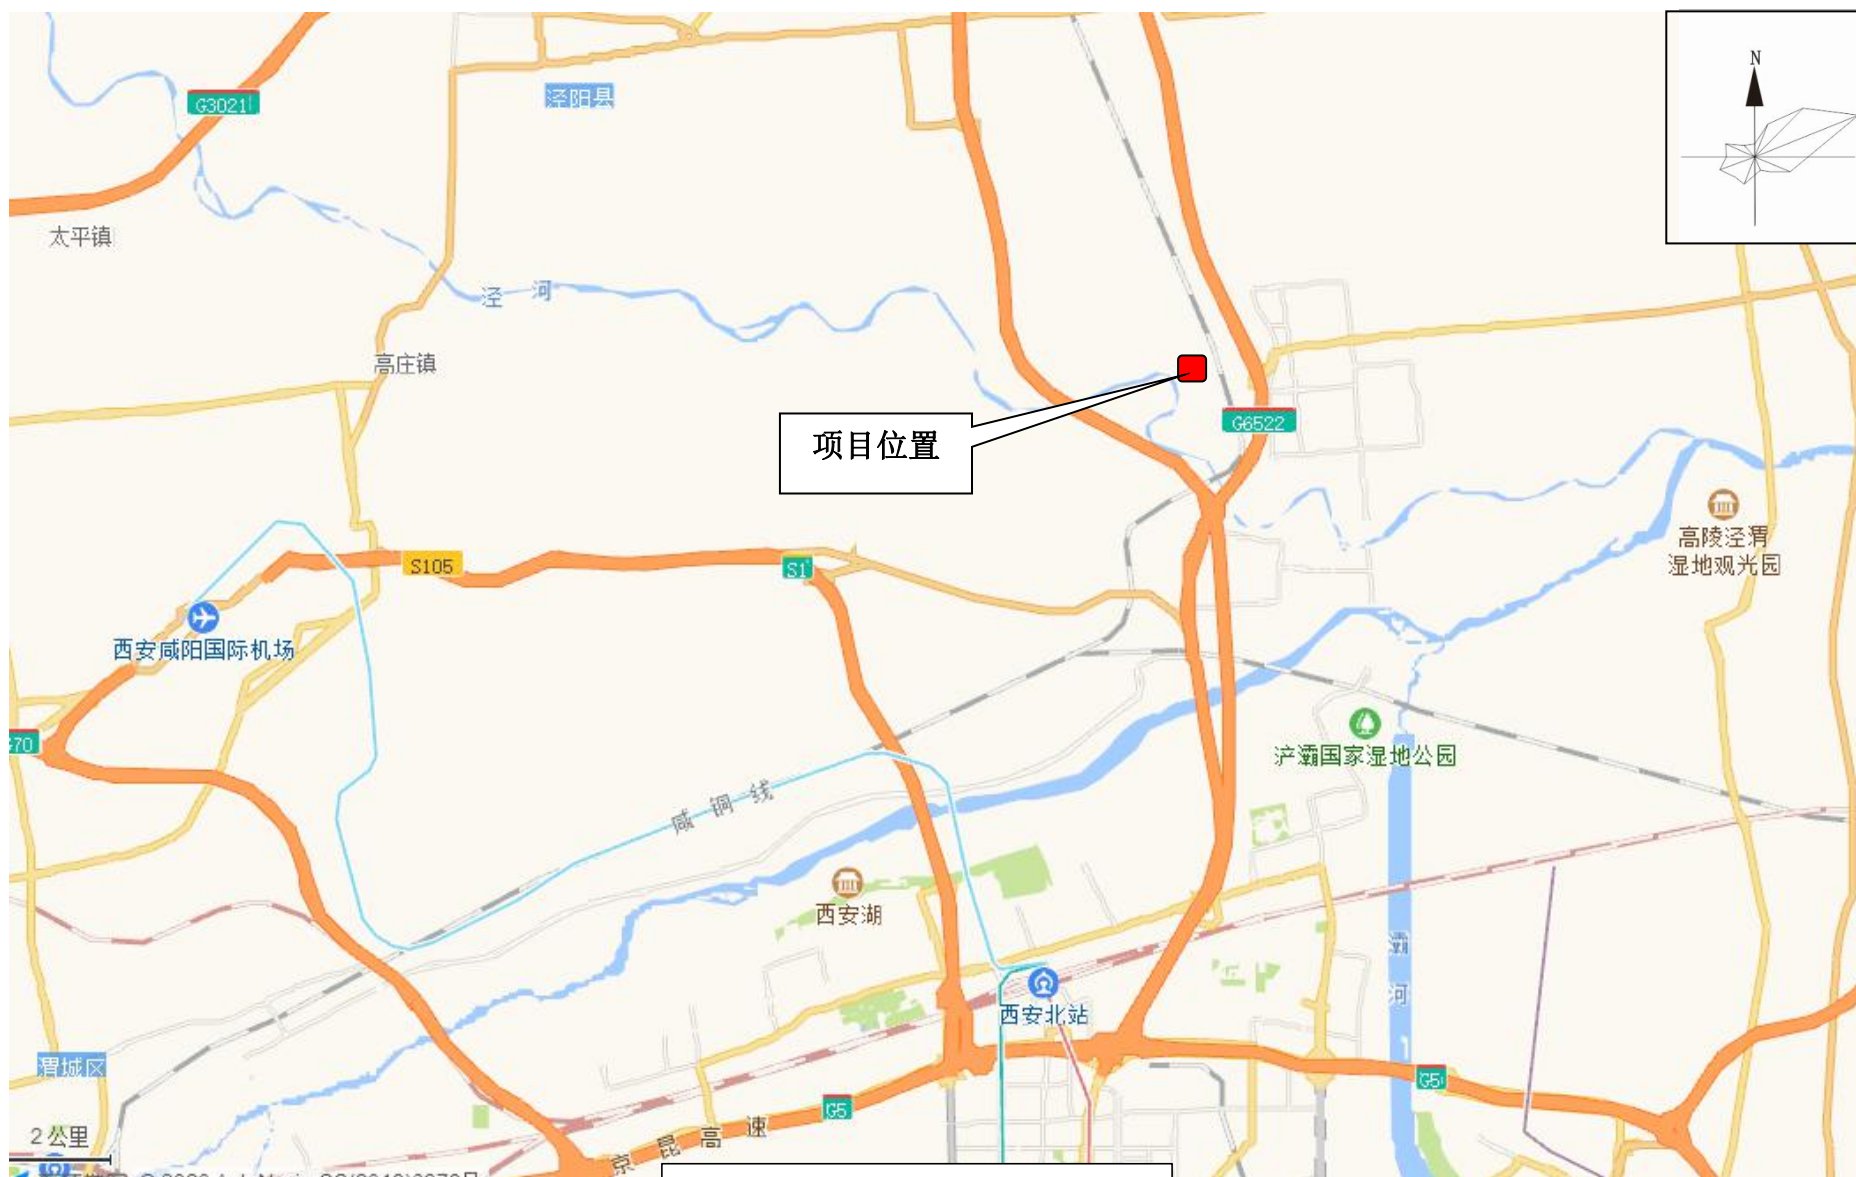 N
G3021
泾阳县
太平镇
泾 河
高庄镇
G6522
项目位置
高陵泾渭
湿地观光园
S105
S1
西安咸阳国际机场
70
浐灞国家湿地公园
咸 铜 线
西安湖
灞
河
西安北站
渭城区
G5
G5
2公里
京 昆 高 速